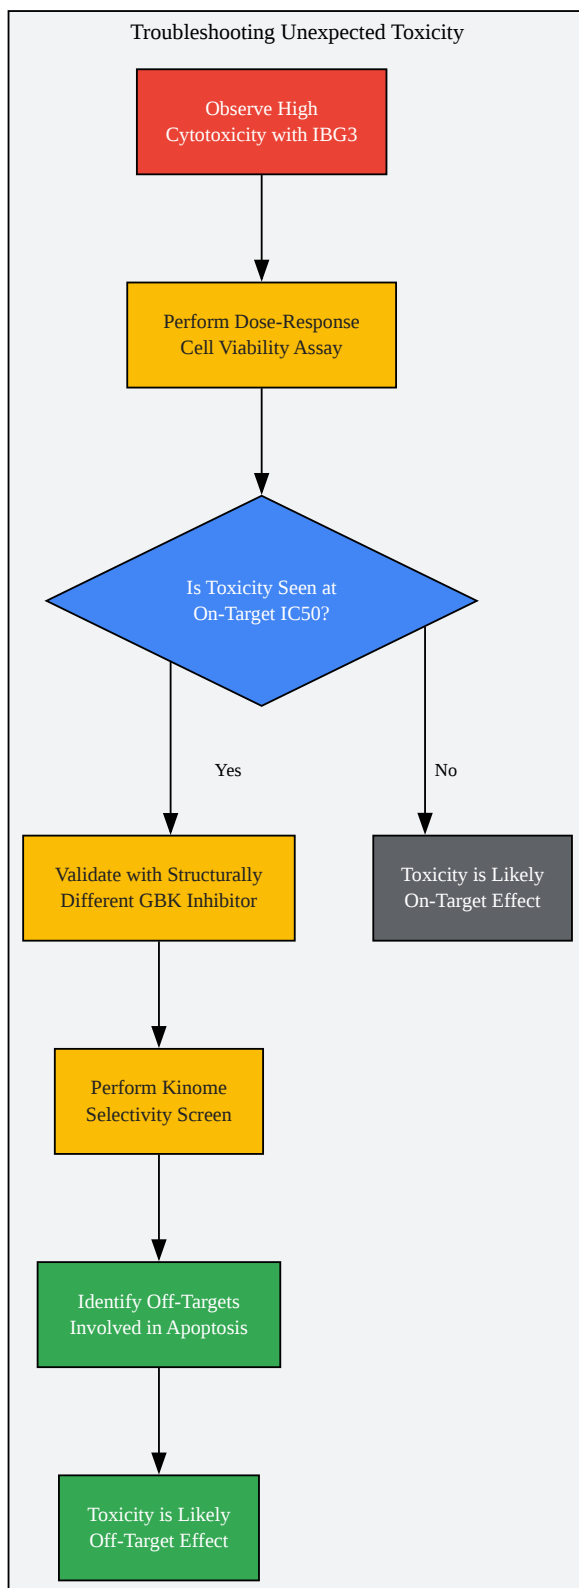 Troubleshooting Unexpected Toxicity
Observe High
Cytotoxicity with IBG3
Perform Dose-Response
Cell Viability Assay
Is Toxicity Seen at
On-Target IC50?
Yes
No
Validate with Structurally
Different GBK Inhibitor
Toxicity is Likely
On-Target Effect
Perform Kinome
Selectivity Screen
Identify Off-Targets
Involved in Apoptosis
Toxicity is Likely
Off-Target Effect